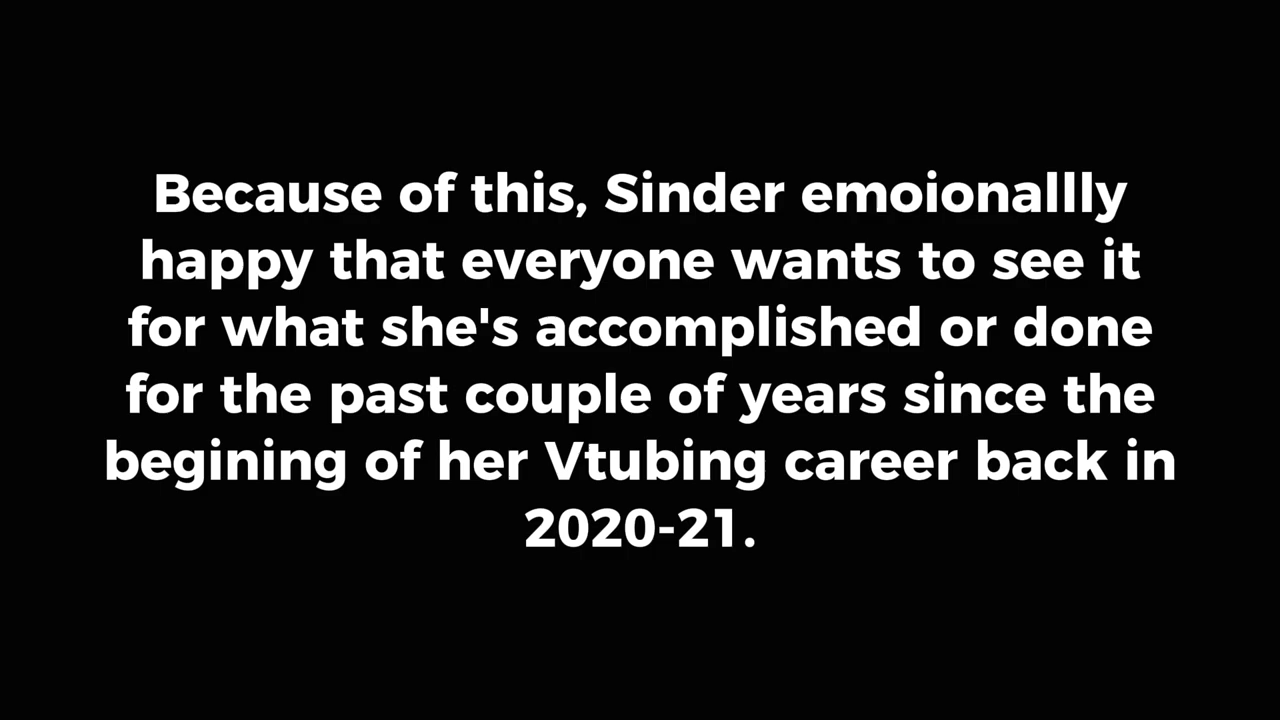 Because of this, Sinder emoionallly
happy that everyone wants to see it
for what she's accomplished or done
for the past couple of years since the
begining of her Vtubing career back in
2020-21.